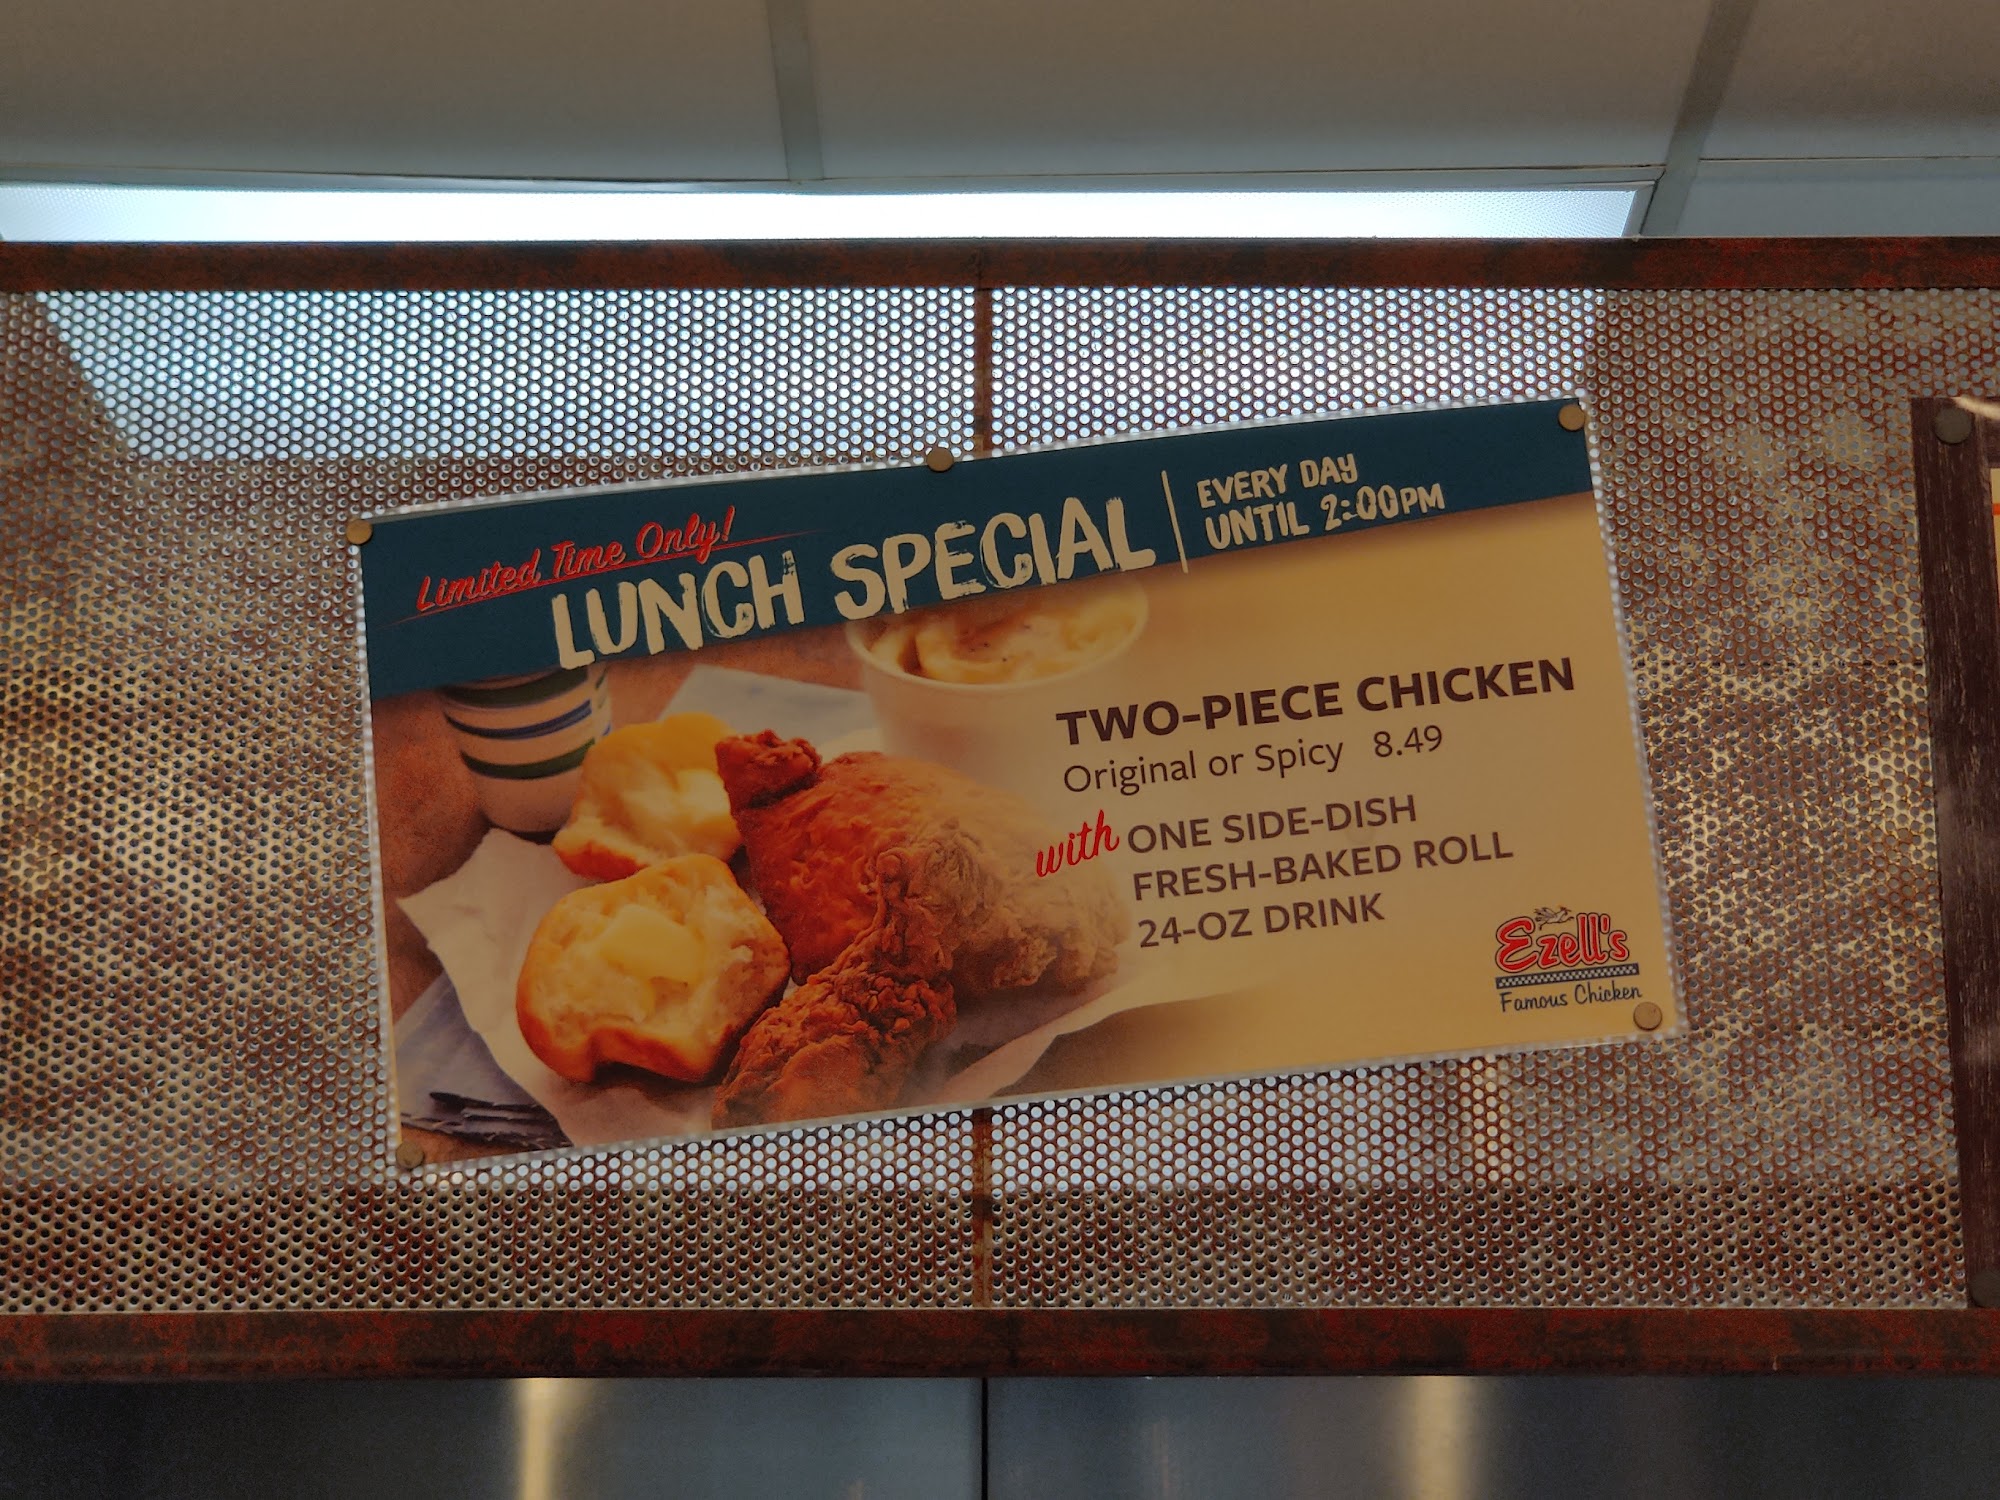 Limited Time Only!
LUNCH SPECIAL
EVERY DAY
UNTIL 2:00PM
TWO-PIECE CHICKEN
Original or Spicy 8.49
with ONE SIDE-DISH
FRESH-BAKED ROLL
24-OZ DRINK
Ezell's
Famous Chicken